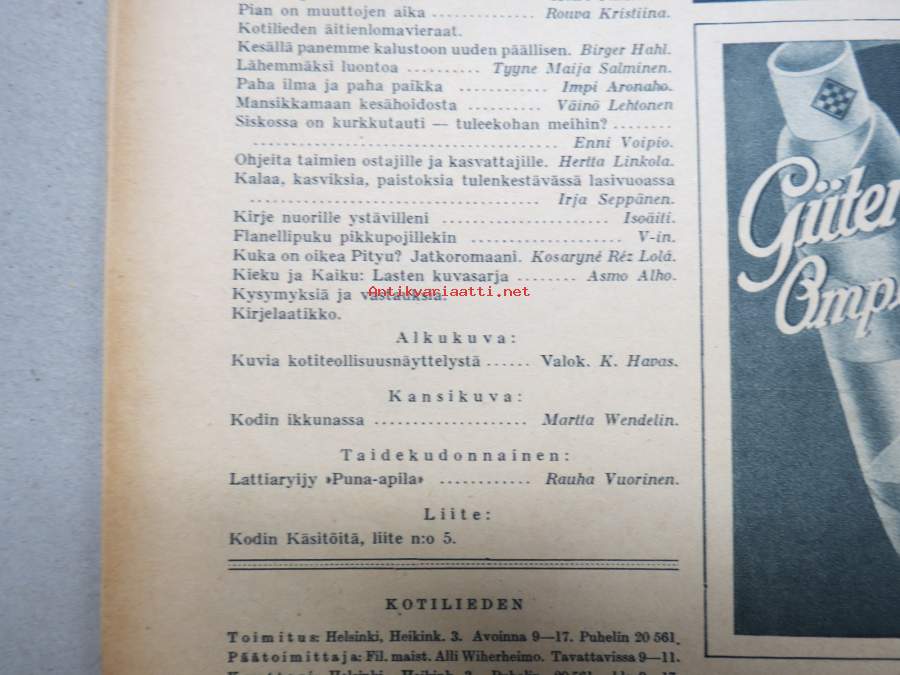 Pian on muuttojen aika ............... Rouva Kristiina.
Kotilieden äitienlomavieraat.
Kesällä panemme kalustoon uuden päällisen. Birger Hahl.
Lähemmäksi luontoa .......... Tyyne Maija Salminen.
Paha ilma ja paha paikka ............ Impi Aronaho.
Mansikkamaan kesähoidosta .......... Väinö Lehtonen
Siskossa on kurkkutauti — tuleekohan meihin? ........
.......................................... Enni Voipio.
Ohjeita taimien ostajille ja kasvattajille. Hertta Linkola.
Kalaa, kasviksia, paistoksia tulenkestävässä lasivuoassa
........................................ Irja Seppänen.
Kirje nuorille ystävilleni ....................... Isoäiti.
Flanellipuku pikkupojillekin ..................... V-in.
Kuka on oikea Pityu? Jatkoromaani. Kosaryné Réz Lolá.
Kieku ja Kaiku: Lasten kuvasarja ........ Asmo Alho.
Kysymyksiä ja vastauksia.
Antikvariaatti.net
Kirjelaatikko.
Alkukuva:
Kuvia kotiteollisuusnäyttelystä ...... Valok. K. Havas.
Kansikuva:
Kodin ikkunassa ..................... Martta Wendelin.
Taidekudonnainen:
Lattiaryijy »Puna-apila» ............ Rauha Vuorinen.
Liite:
Kodin Käsitöitä, liite n:o 5.
KOTILIEDEN
Toimitus: Helsinki, Heikink. 3. Avoinna 9—17. Puhelin 20 561.
Päätoimittaja: Fil. maist. Alli Wiherheimo. Tavattavissa 9—11.
Güter
Omp